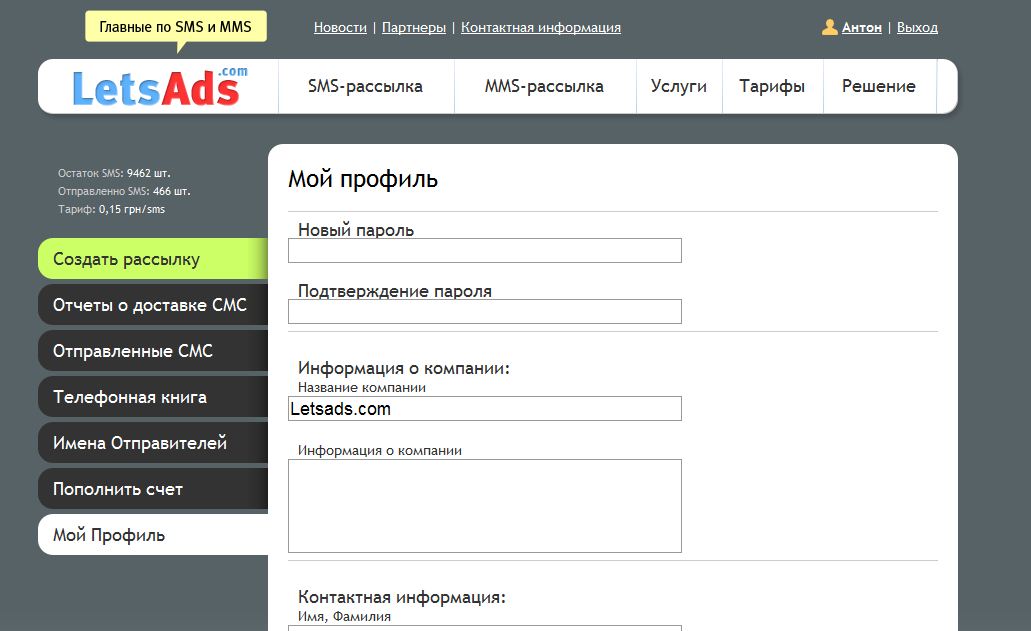 Главные по SMS и MMS
Новости | Партнеры | Контактная информация
Антон | Выход
LetsAds.com
SMS-рассылка
MMS-рассылка
Услуги
Тарифы
Решение
Остаток SMS: 9462 шт.
Отправленно SMS: 466 шт.
Тариф: 0,15 грн/sms
Создать рассылку
Отчеты о доставке СМС
Отправленные СМС
Телефонная книга
Имена Отправителей
Пополнить счет
Мой Профиль
Мой профиль
Новый пароль
Подтверждение пароля
Информация о компании:
Название компании
Letsads.com
Информация о компании
Контактная информация:
Имя, Фамилия